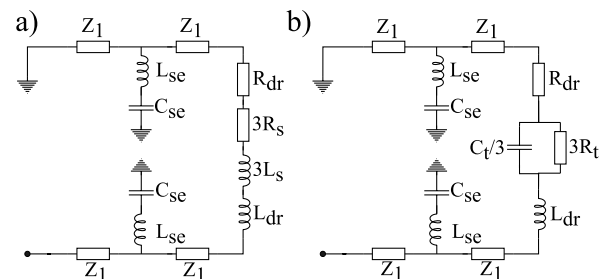 a)
Z1
Z1
Lse
Rdr
Cse
3Rs
3Ls
Cse
Ldr
Lse
Z1
Z1
b)
Z1
Z1
Lse
Rdr
Cse
Ct/3
3Rt
Cse
Ldr
Lse
Z1
Z1